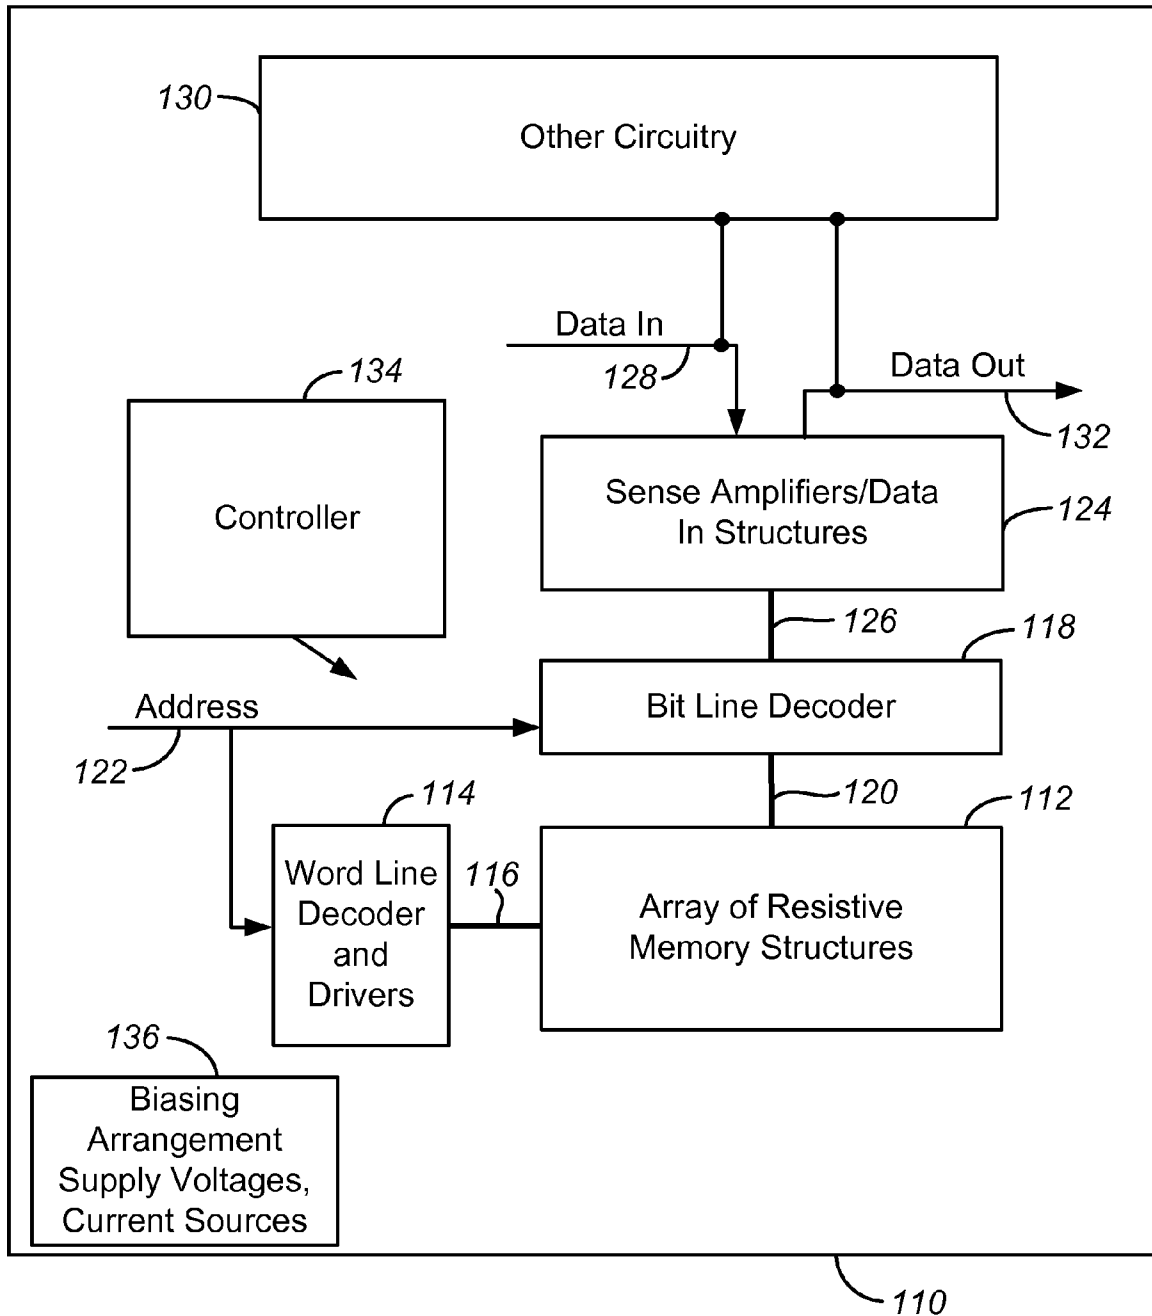 130
Other Circuitry
Data In
128
134
Data Out
132
Controller
Sense Amplifiers/Data
In Structures
124
126
118
Address
Bit Line Decoder
122
120
114
112
Word Line
Decoder
and
Drivers
116
Array of Resistive
Memory Structures
136
Biasing
Arrangement
Supply Voltages,
Current Sources
110